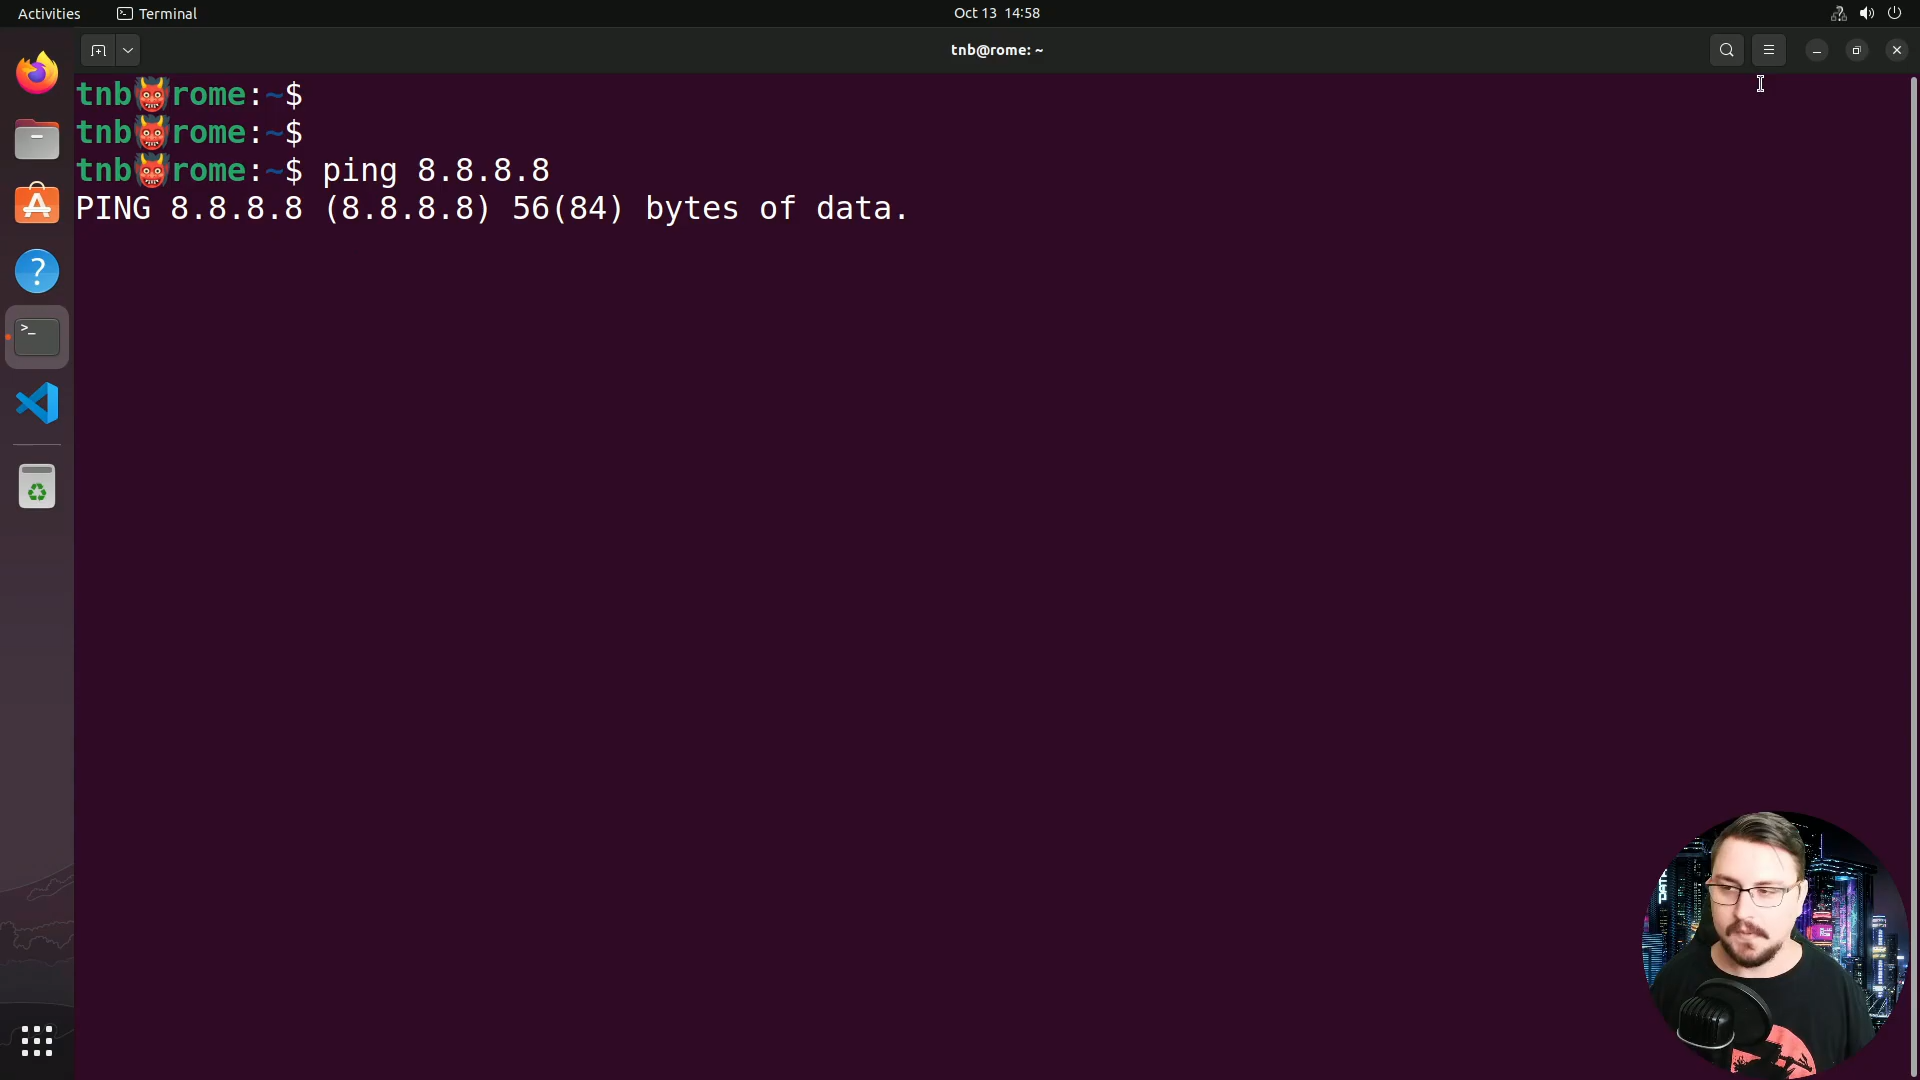 Activities Terminal Oct 13 14:58
tnb@rome: ~
tnb👹rome:~$
tnb👹rome:~$
tnb👹rome:~$ ping 8.8.8.8
PING 8.8.8.8 (8.8.8.8) 56(84) bytes of data.